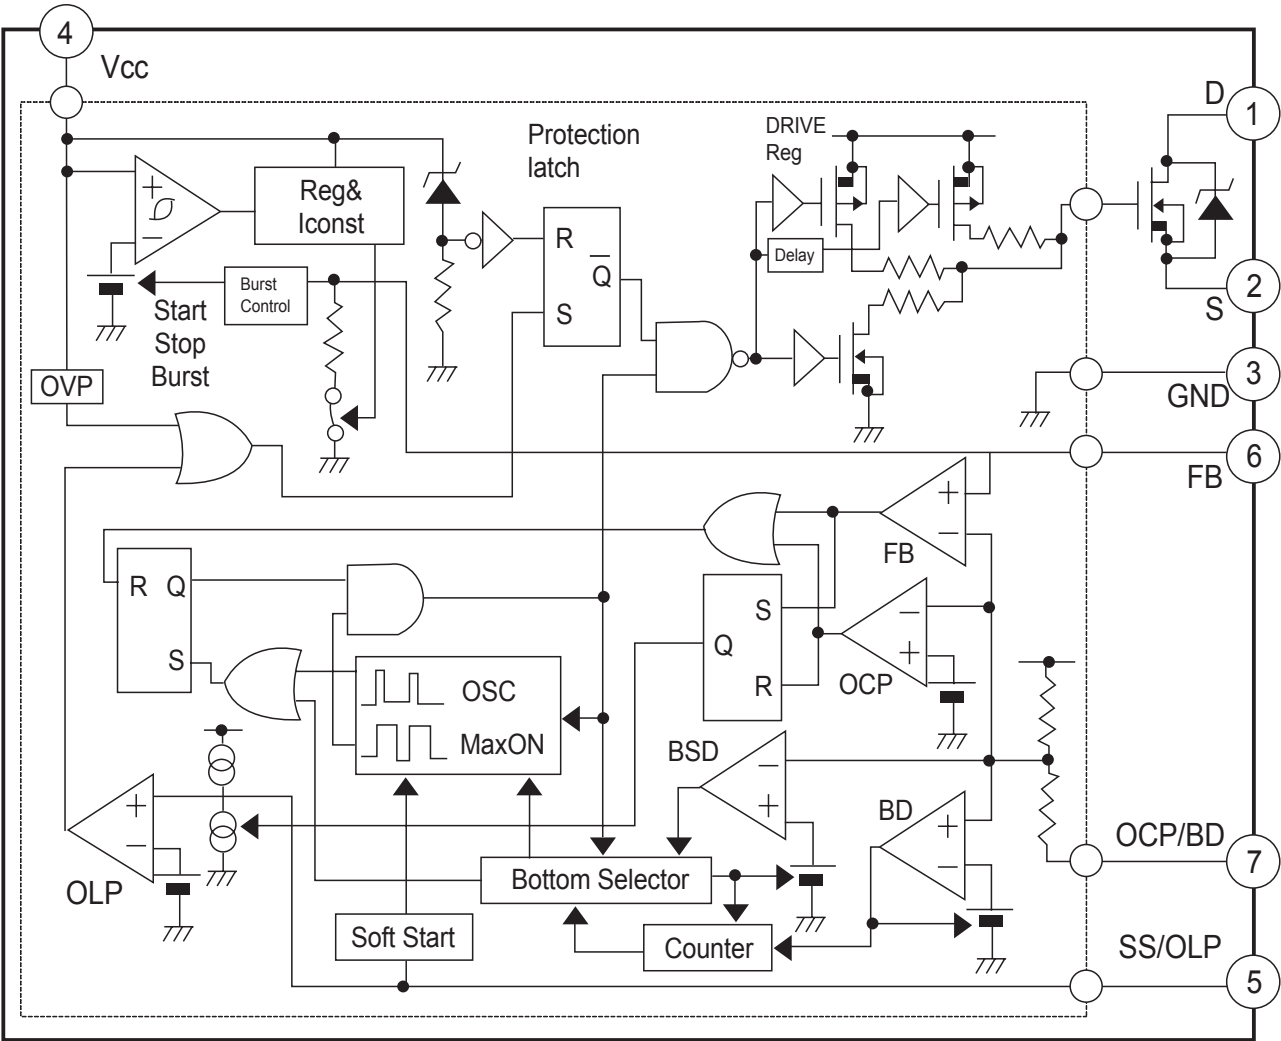 4
Vcc
D
1
Protection
latch
DRIVE
Reg
+
−
Reg&
Iconst
R
Q
S
Delay
Burst
Control
Start
Stop
Burst
2
S
OVP
3
GND
6
FB
+
−
FB
R Q
S
S
Q
R
−
+
OCP
OSC
MaxON
BSD
−
+
BD
+
−
+
−
OLP
OCP/BD
7
Bottom Selector
Soft Start
Counter
SS/OLP
5